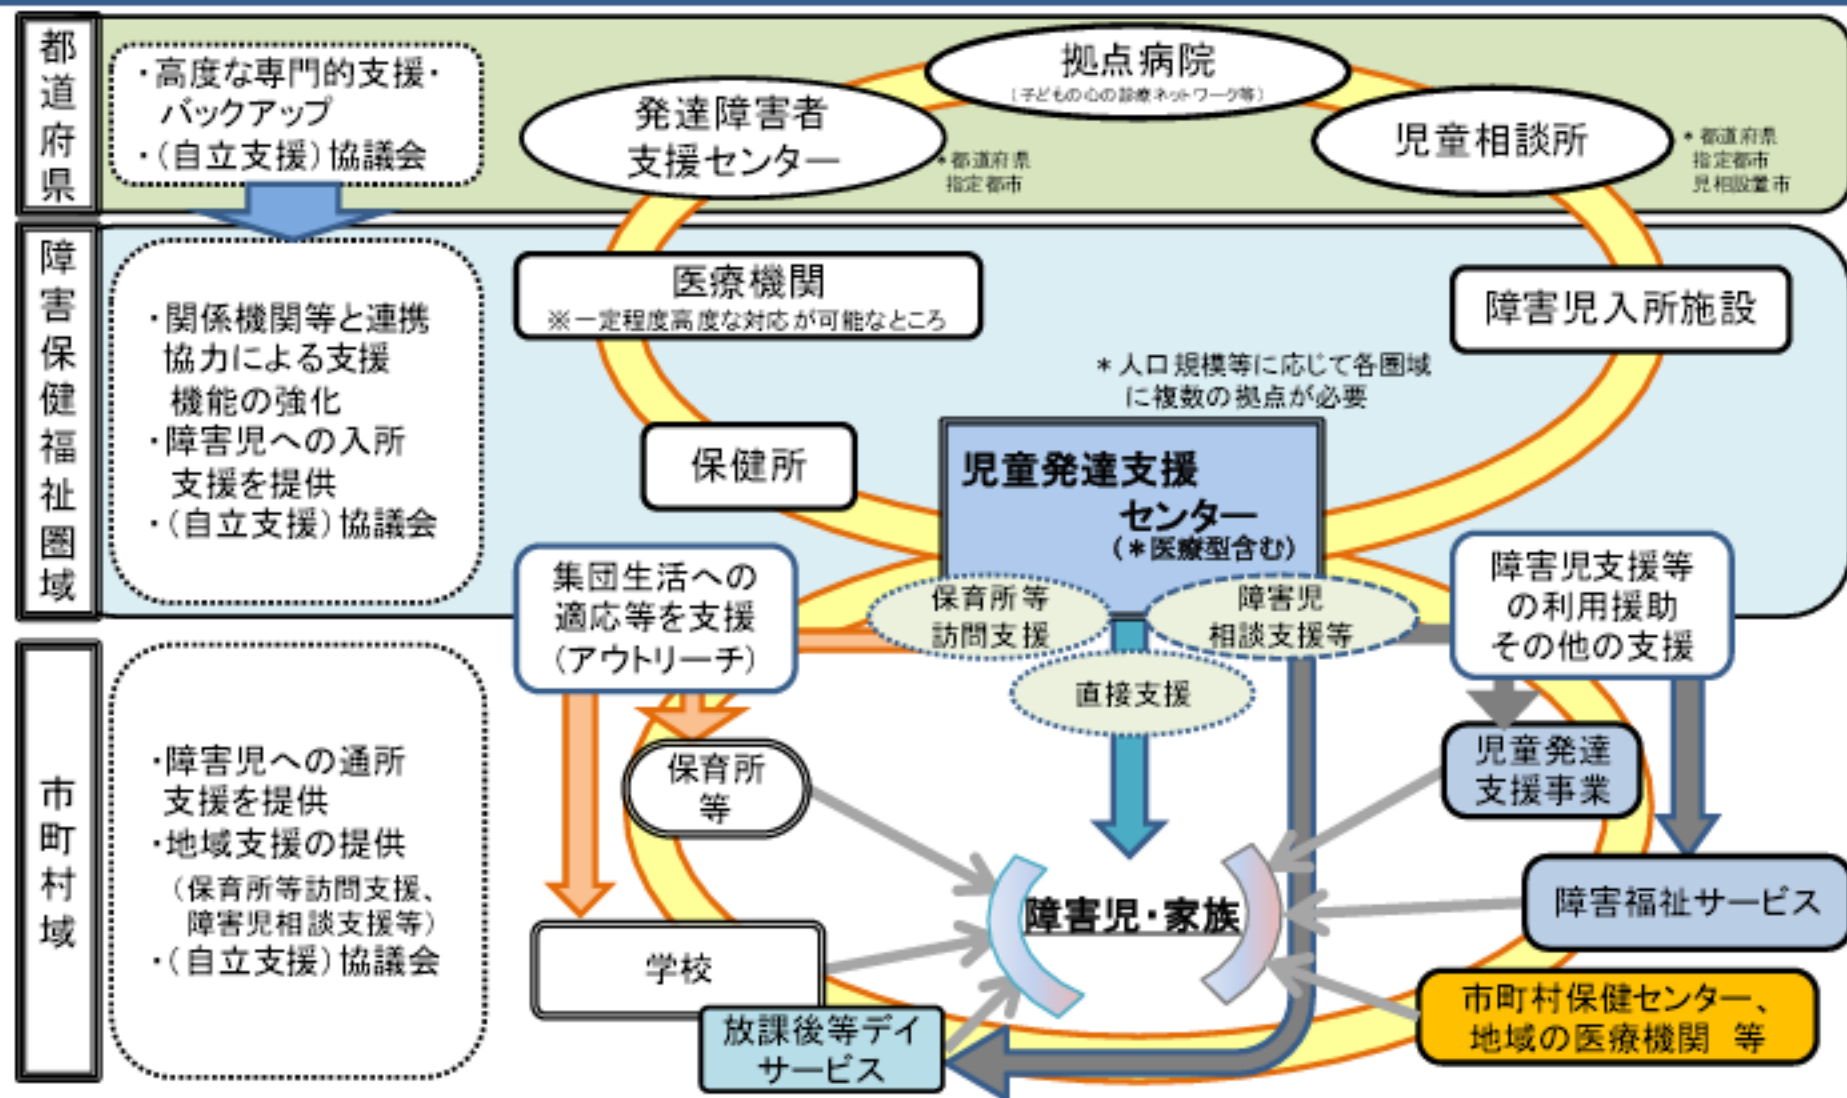 都道府県
・高度な専門的支援・
バックアップ
・(自立支援)協議会
拠点病院
(子どもの心の診療ネットワーク等)
発達障害者
支援センター
*都道府県
指定都市
児童相談所
*都道府県
指定都市
児相設置市
障害保健福祉圏域
・関係機関等と連携
協力による支援
機能の強化
・障害児への入所
支援を提供
・(自立支援)協議会
医療機関
※一定程度高度な対応が可能なところ
障害児入所施設
*人口規模等に応じて各圏域
に複数の拠点が必要
保健所
児童発達支援
センター
(*医療型含む)
集団生活への
適応等を支援
(アウトリーチ)
保育所等
訪問支援
障害児
相談支援等
障害児支援等
の利用援助
その他の支援
直接支援
市町村域
・障害児への通所
支援を提供
・地域支援の提供
(保育所等訪問支援、
障害児相談支援等)
・(自立支援)協議会
保育所
等
児童発達
支援事業
障害児・家族
障害福祉サービス
学校
放課後等デイ
サービス
市町村保健センター、
地域の医療機関 等